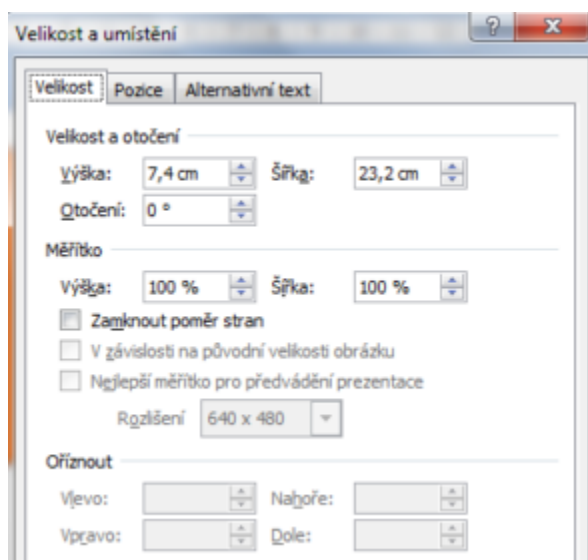 Velikost a umístění
Velikost Pozice Alternativní text
Velikost a otočení
Výška: 7,4 cm Šířka: 23,2 cm
Otočení: 0 °
Měřítko
Výška: 100 % Šířka: 100 %
Zamknout poměr stran
V závislosti na původní velikosti obrázku
Nejlepší měřítko pro předvádění prezentace
Rozlišení 640 x 480
Oříznout
Vlevo: Nahoře:
Vpravo: Dole: